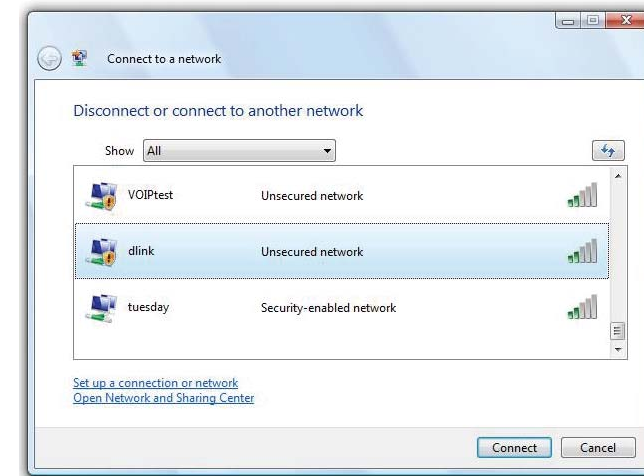 Connect to a network
Disconnect or connect to another network
Show All
VOIPtest Unsecured network
dlink Unsecured network
tuesday Security-enabled network
Set up a connection or network
Open Network and Sharing Center
Connect Cancel